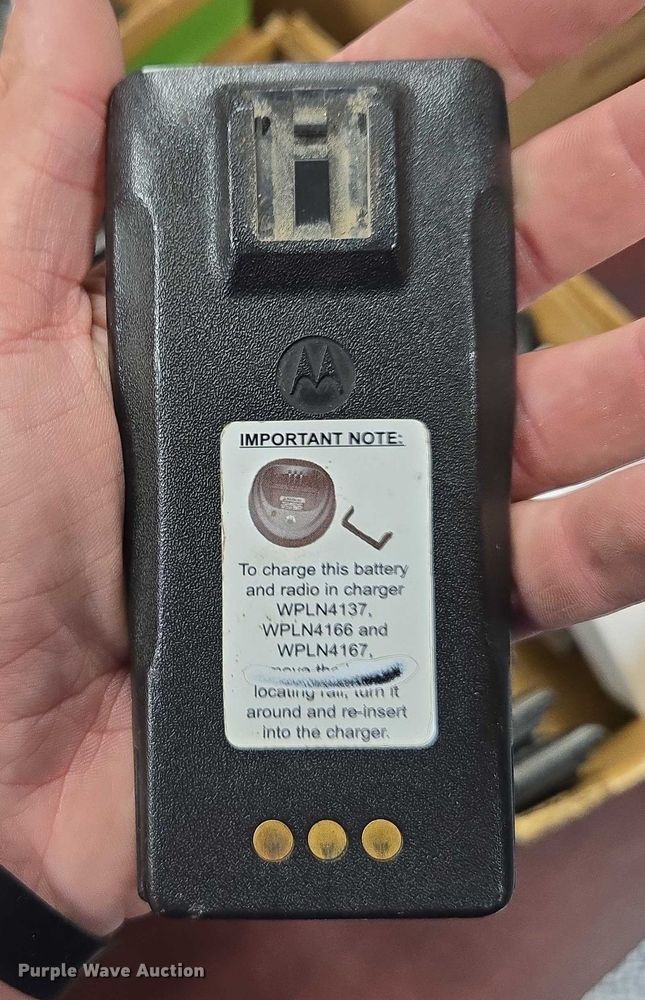 IMPORTANT NOTE:
To charge this battery
and radio in charger
WPLN4137,
WPLN4166 and
WPLN4167,
the
locating rail, turn it
around and re-insert
into the charger.
Purple Wave Auction